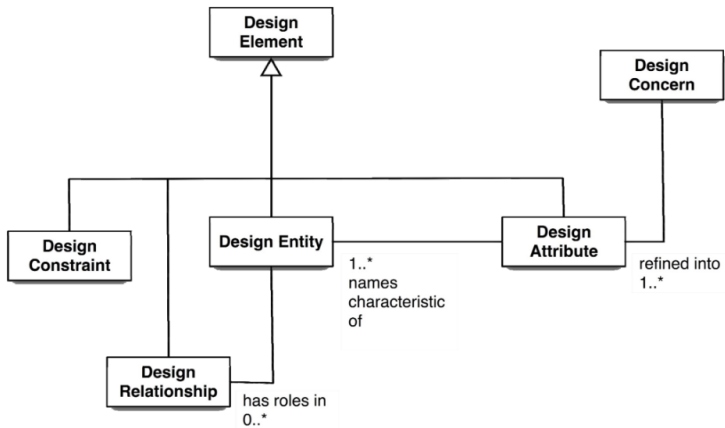 Design
Element
Design
Concern
Design
Constraint
Design Entity
Design
Attribute
1..*
names
characteristic
of
refined into
1..*
Design
Relationship
has roles in
0..*